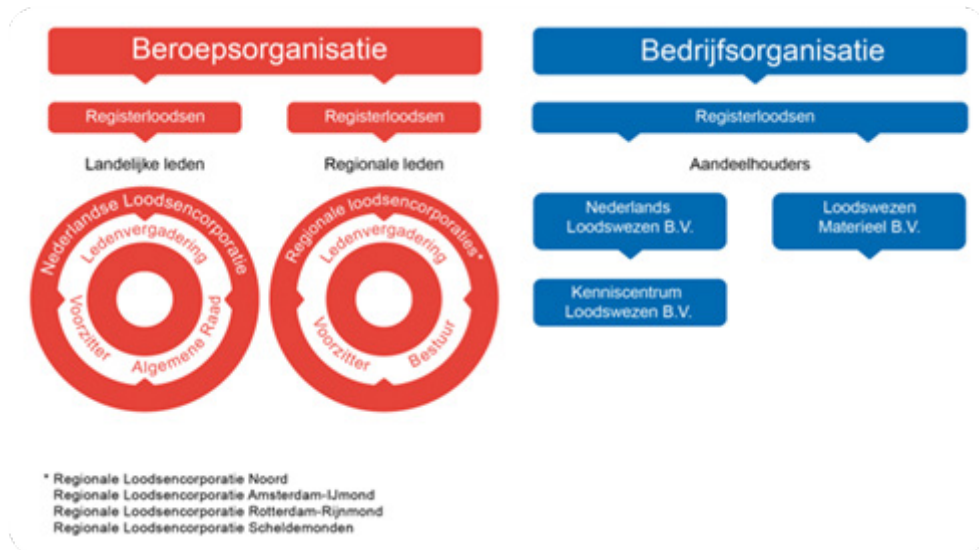 Beroepsorganisatie
Registerloodsen
Landelijke leden
Nederlandse Loodsencorporatie
Ledenvergadering
Voorzitter
Algemene Raad
Registerloodsen
Regionale leden
Regionale loodsencorporaties*
Ledenvergadering
Voorzitter
Bestuur
Bedrijfsorganisatie
Registerloodsen
Aandeelhouders
Nederlands
Loodswezen B.V.
Kenniscentrum
Loodswezen B.V.
Loodswezen
Materieel B.V.
* Regionale Loodsencorporatie Noord
Regionale Loodsencorporatie Amsterdam-IJmond
Regionale Loodsencorporatie Rotterdam-Rijnmond
Regionale Loodsencorporatie Scheldemonden